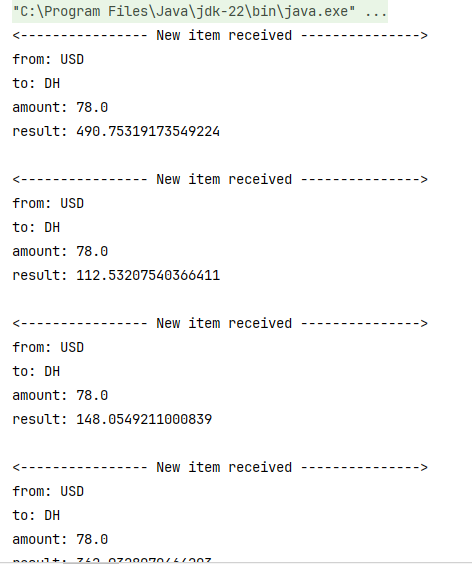 "C:\Program Files\Java\jdk-22\bin\java.exe" ...
<---------------- New item received --------------->
from: USD
to: DH
amount: 78.0
result: 490.75319173549224
<---------------- New item received --------------->
from: USD
to: DH
amount: 78.0
result: 112.53207540366411
<---------------- New item received --------------->
from: USD
to: DH
amount: 78.0
result: 148.0549211000839
<---------------- New item received --------------->
from: USD
to: DH
amount: 78.0
result: